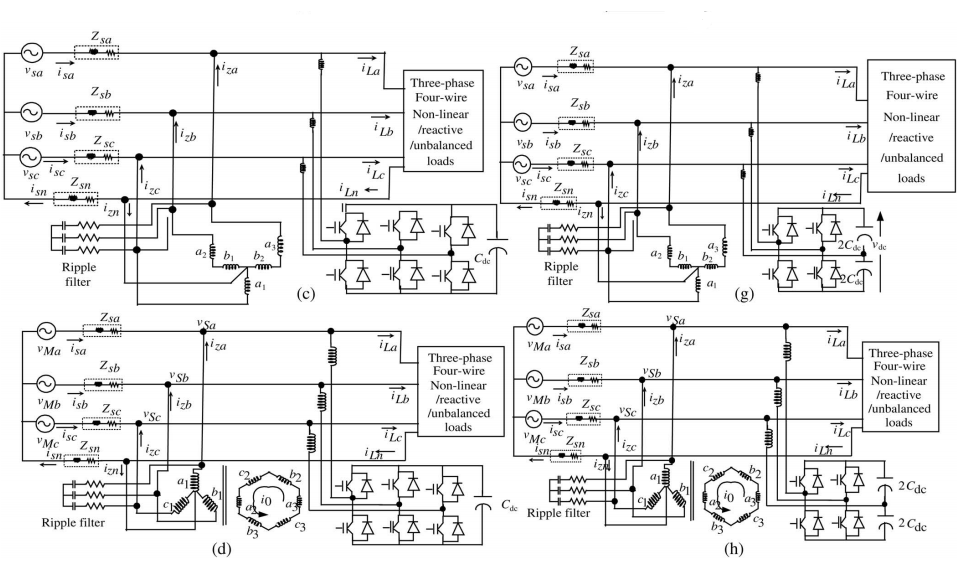 Z_sa
v_sa
i_sa
i_za
i_La
Three-phase
Four-wire
Non-linear
/reactive
/unbalanced
loads
Z_sb
v_sb
i_sb
i_zb
i_Lb
Z_sc
v_sc
i_sc
i_zc
i_Lc
i_sn
Z_sn
i_zn
i_Ln
a_2
b_1
b_2
a_3
a_1
C_dc
Ripple
filter
(c)
Z_sa
v_sa
i_sa
i_za
i_La
Three-phase
Four-wire
Non-linear
/reactive
/unbalanced
loads
Z_sb
v_sb
i_sb
i_zb
i_Lb
Z_sc
v_sc
i_sc
i_zc
i_Lc
i_sn
Z_sn
i_zn
i_Ln
a_2
b_1
b_2
a_3
a_1
2C_dc
v_dc
2C_dc
Ripple
filter
(g)
Z_sa
v_Sa
v_Ma
i_sa
i_za
i_La
Three-phase
Four-wire
Non-linear
/reactive
/unbalanced
loads
Z_sb
v_Sb
v_Mb
i_sb
i_zb
i_Lb
Z_sc
v_Sc
v_Mc
i_sc
i_zc
i_Lc
i_sn
Z_sn
i_zn
i_Ln
a_1
c_1
b_1
c_2
b_2
a_2
i_0
a_3
b_3
c_3
C_dc
Ripple filter
(d)
Z_sa
v_Sa
v_Ma
i_sa
i_za
i_La
Three-phase
Four-wire
Non-linear
/reactive
/unbalanced
loads
Z_sb
v_Sb
v_Mb
i_sb
i_zb
i_Lb
Z_sc
v_Sc
v_Mc
i_sc
i_zc
i_Lc
i_sn
Z_sn
i_zn
i_Ln
a_1
c_1
b_1
c_2
b_2
a_2
i_0
a_3
b_3
c_3
2C_dc
2C_dc
Ripple filter
(h)